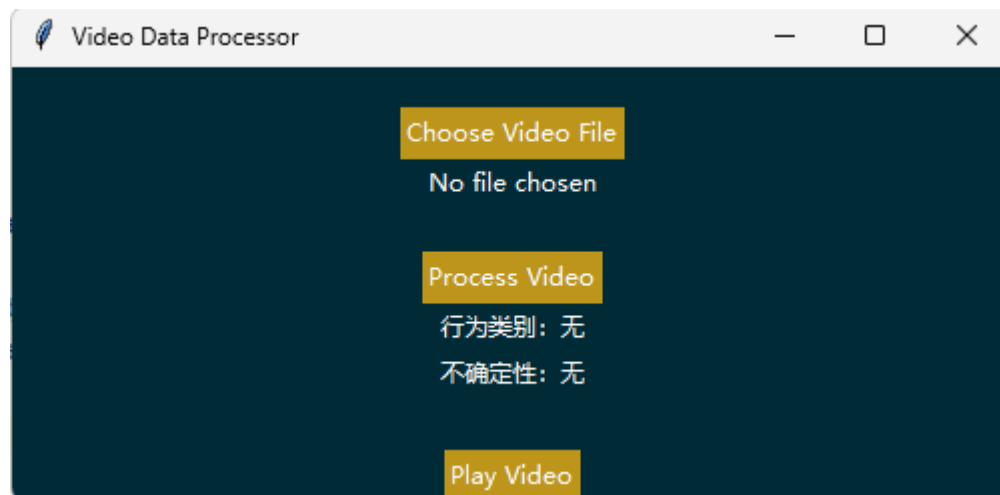 Video Data Processor
Choose Video File
No file chosen
Process Video
行为类别：无
不确定性：无
Play Video